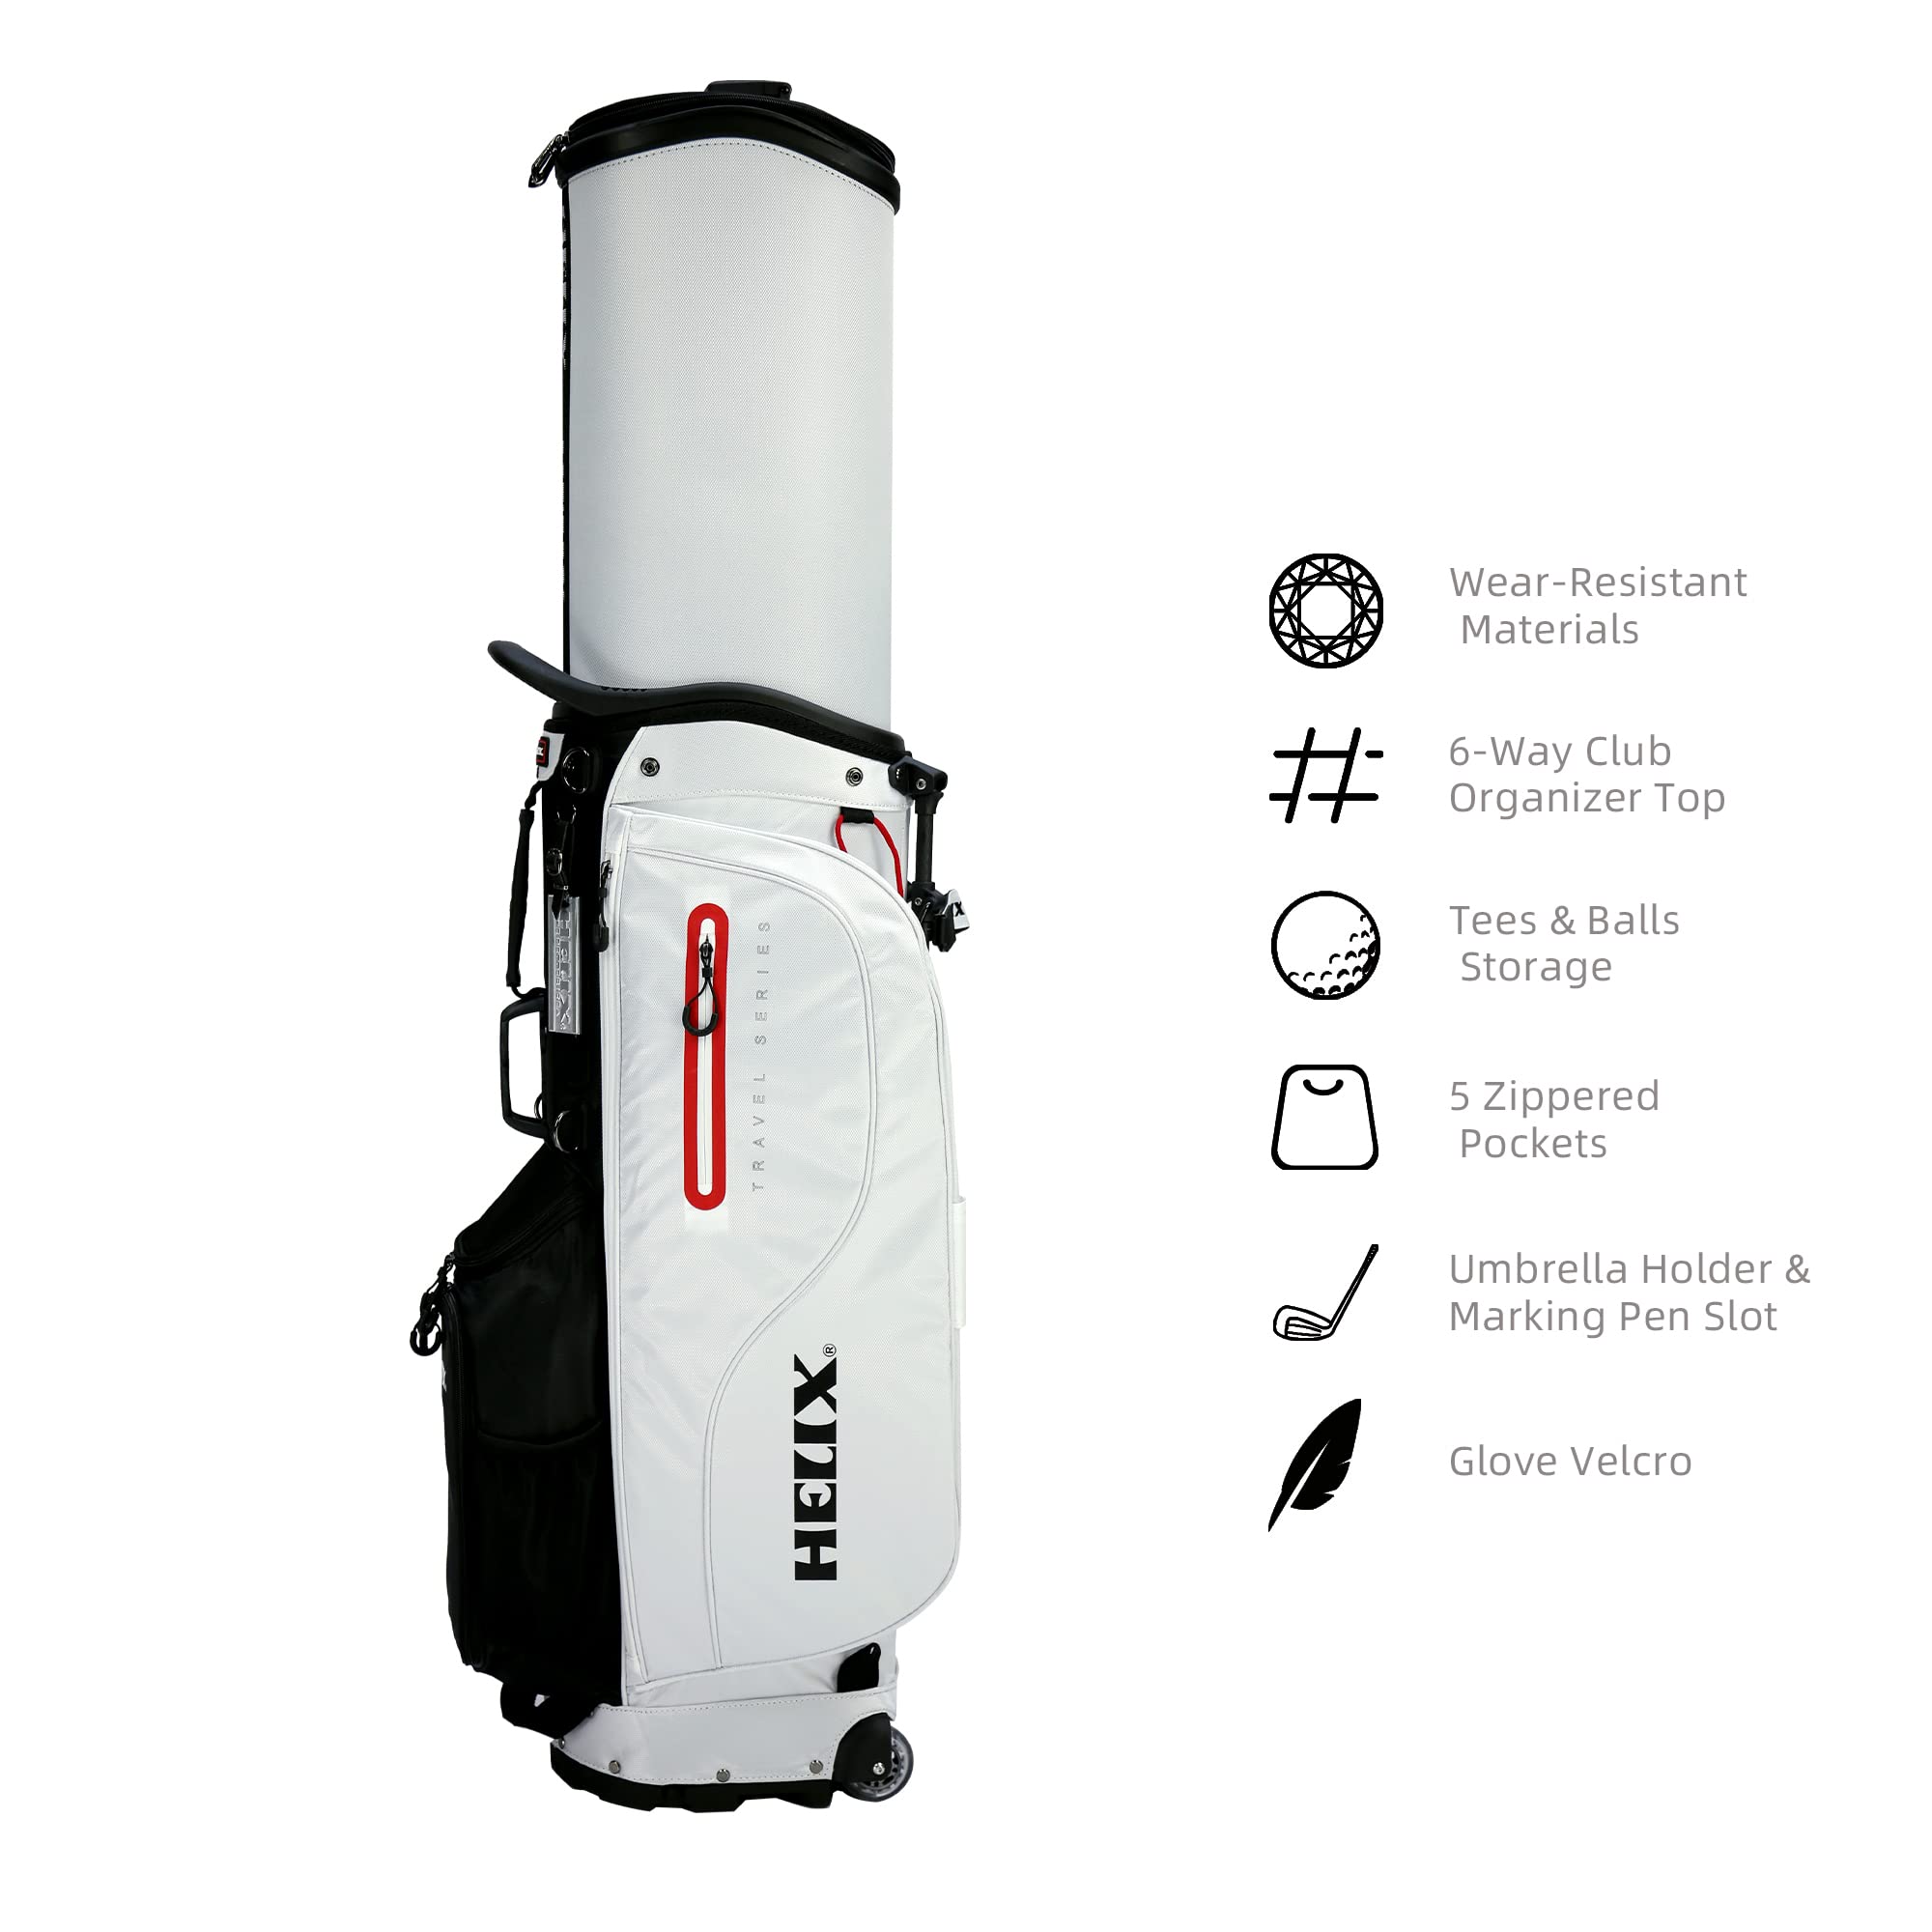 TRAVEL SERIES
HELIX®
HELIX
Wear-Resistant
Materials
6-Way Club
Organizer Top
Tees & Balls
Storage
5 Zippered
Pockets
Umbrella Holder &
Marking Pen Slot
Glove Velcro